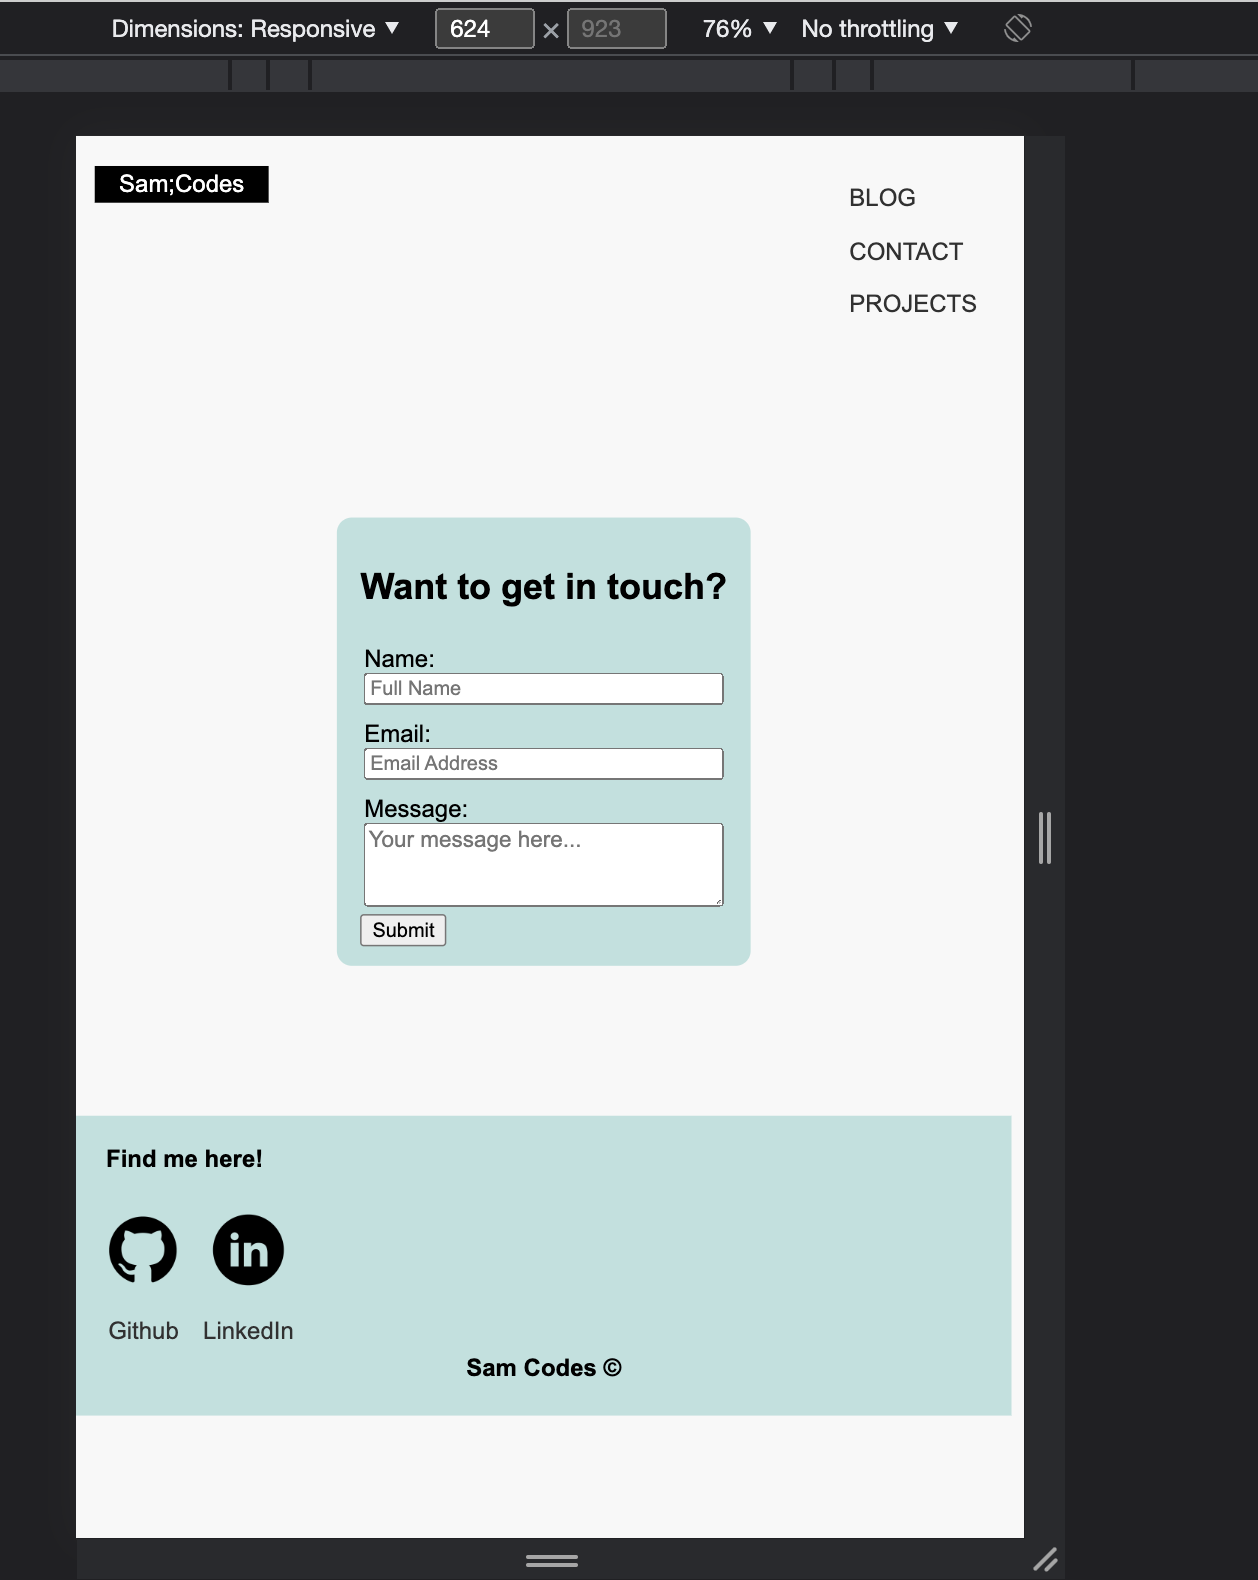 Dimensions: Responsive ▼ 624 × 923 76% ▼ No throttling ▼
Sam;Codes
BLOG
CONTACT
PROJECTS
Want to get in touch?
Name:
Full Name
Email:
Email Address
Message:
Your message here...
Submit
Find me here!
in
Github LinkedIn
Sam Codes ©